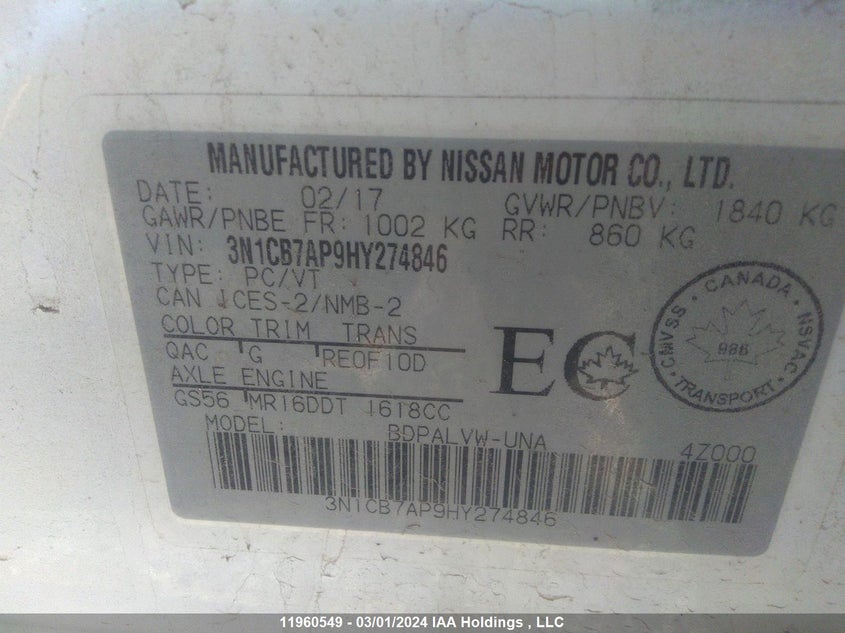 MANUFACTURED BY NISSAN MOTOR CO., LTD.
DATE: 02/17 GVWR/PNBV: 1840 KG
GAWR/PNBE FR: 1002 KG RR: 860 KG
VIN: 3N1CB7AP9HY274846
TYPE: PC/VT
CAN ICES-2/NMB-2
COLOR TRIM TRANS
QAC G RE0F10D
AXLE ENGINE
GS56 MR16DDT 1618CC
EC
CANADA
CMVSS
NSVAC
986
TRANSPORT
MODEL: BDPALVW-UNA 4Z000
3N1CB7AP9HY274846
11960549 - 03/01/2024 IAA Holdings , LLC